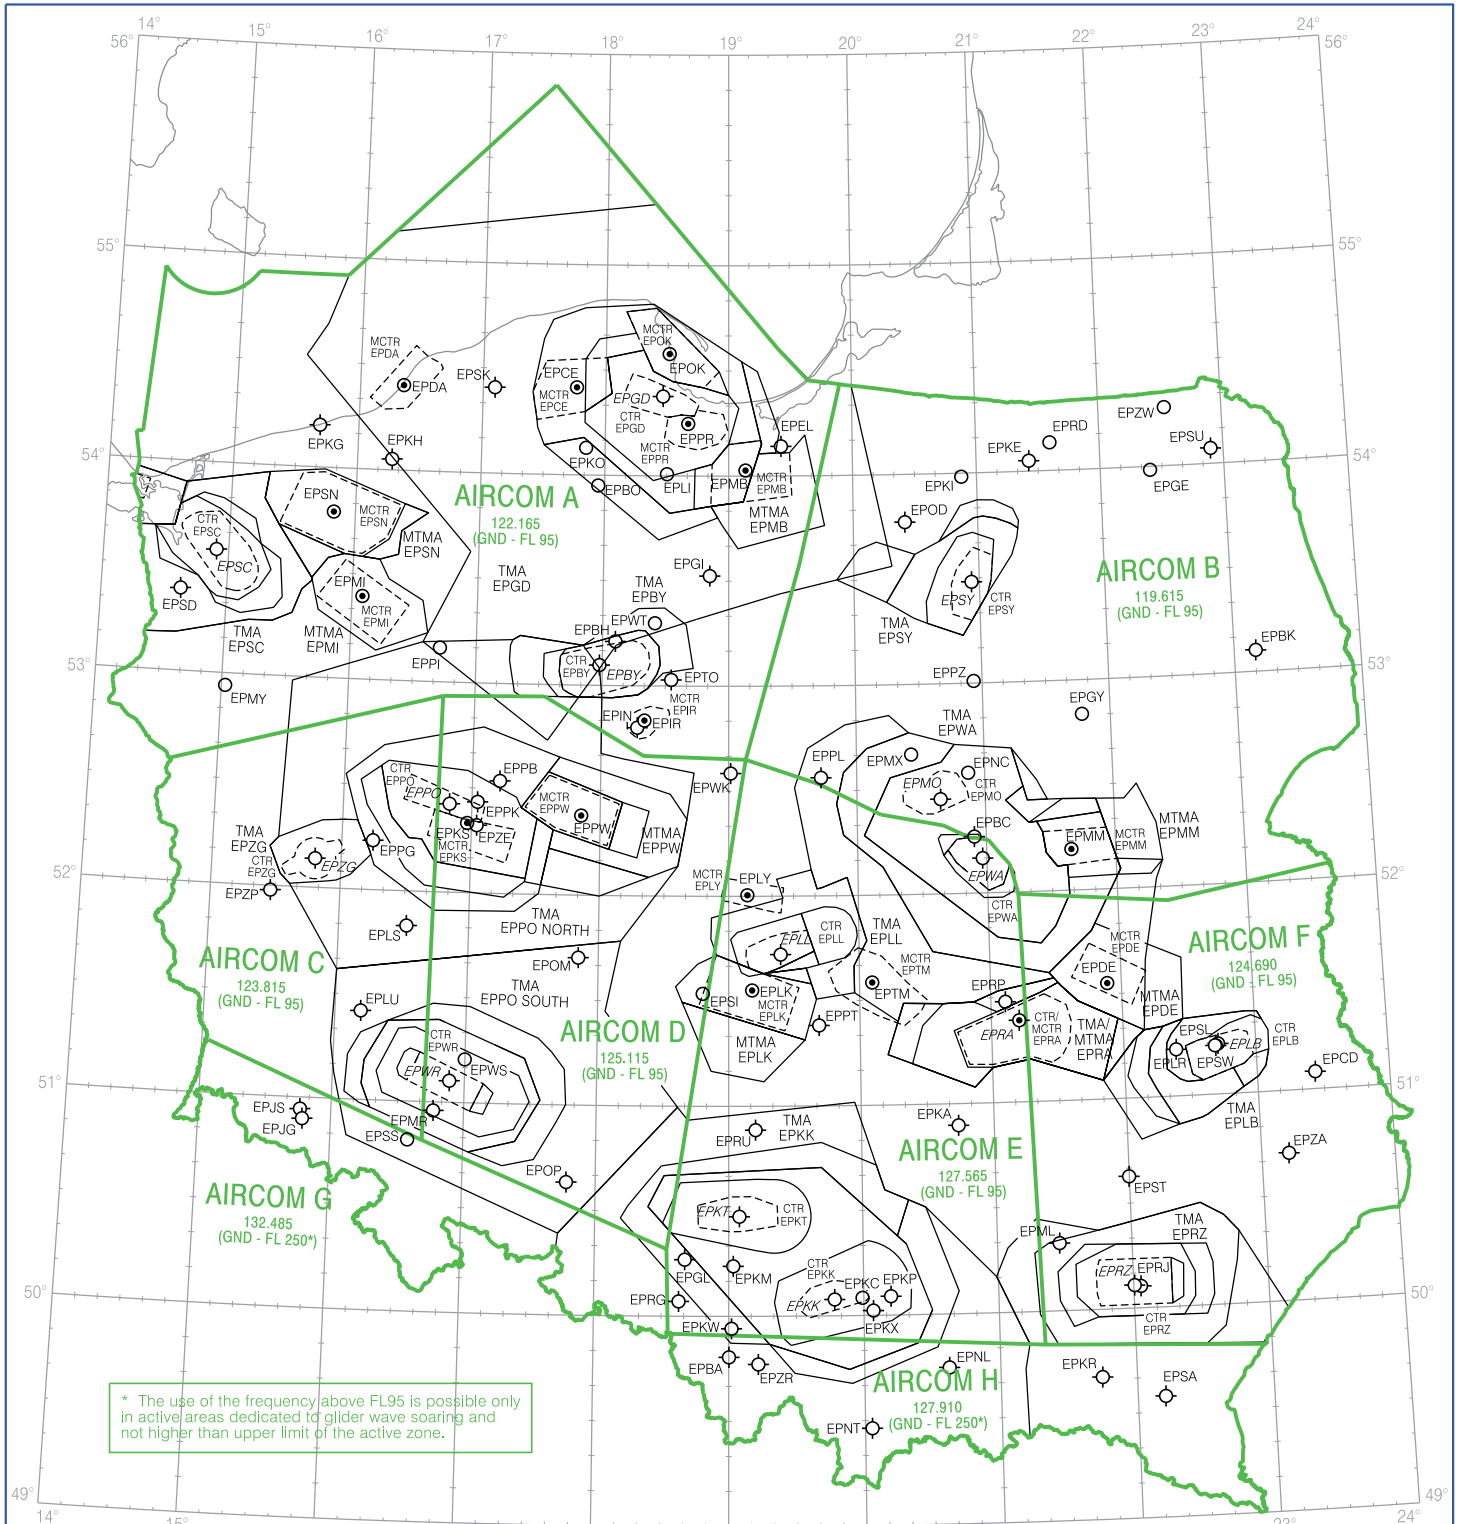 14°
15°
16°
17°
18°
19°
20°
21°
22°
23°
24°
56°
56°
55°
55°
MCTR
EPDA
EPDA
EPSK
MCTR
EPOK
EPOK
EPCE
MCTR
EPCE
EPGD
CTR
EPGD
EPPR
MCTR
EPPR
EPEL
EPKG
EPKH
EPKO
EPBO
EPLI
EPMB
MCTR
EPMB
MTMA
EPMB
EPZW
EPRD
EPKE
EPSU
EPGE
EPKI
EPOD
54°
54°
AIRCOM A
122.165
(GND - FL 95)
EPSN
MCTR
EPSN
MTMA
EPSN
CTR
EPSC
EPSC
EPSD
TMA
EPSC
EPMI
MCTR
EPMI
MTMA
EPMI
TMA
EPGD
EPGI
TMA
EPBY
EPSY
CTR
EPSY
TMA
EPSY
AIRCOM B
119.615
(GND - FL 95)
EPBK
EPWT
EPBH
CTR
EPBY
EPBY
EPTO
EPPI
MCTR
EPIR
EPIN
EPIR
EPMY
EPPZ
EPGY
53°
53°
TMA
EPWA
EPPL
EPMX
EPNC
EPMO
CTR
EPMO
EPWK
CTR
EPPO
EPPO
EPPB
EPPK
EPKS
EPZE
MCTR
EPKS
MCTR
EPPW
EPPW
MTMA
EPPW
EPBC
EPWA
CTR
EPWA
EPMM
MCTR
EPMM
MTMA
EPMM
TMA
EPZG
CTR
EPZG
EPZG
EPPG
EPZP
52°
52°
MCTR
EPLY
EPLY
EPLS
TMA
EPPO NORTH
EPLL
CTR
EPLL
TMA
EPLL
EPOM
AIRCOM C
123.815
(GND - FL 95)
EPLU
TMA
EPPO SOUTH
EPSI
EPLK
MCTR
EPLK
MTMA
EPLK
EPPT
MCTR
EPTM
EPTM
EPRP
EPRA
CTR/
MCTR
EPRA
TMA/
MTMA
EPRA
MCTR
EPDE
EPDE
MTMA
EPDE
AIRCOM F
124.690
(GND - FL 95)
AIRCOM D
125.115
(GND - FL 95)
CTR
EPWR
EPWR
EPWS
EPMR
EPSS
EPOP
EPSL
EPLB
CTR
EPLB
EPLR
EPSW
TMA
EPLB
EPCD
EPZA
EPST
51°
51°
EPJS
EPJG
AIRCOM G
132.485
(GND - FL 250*)
EPKA
EPRU
TMA
EPKK
AIRCOM E
127.565
(GND - FL 95)
EPKT
CTR
EPKT
EPGL
EPKM
EPRG
EPKW
CTR
EPKK
EPKK
EPKC
EPKP
EPKX
EPML
TMA
EPRZ
EPRZ
EPRJ
CTR
EPRZ
50°
50°
EPBA
EPZR
EPNL
EPKR
EPSA
AIRCOM H
127.910
(GND - FL 250*)
EPNT
* The use of the frequency above FL95 is possible only
in active areas dedicated to glider wave soaring and
not higher than upper limit of the active zone.
49°
49°
14°
15°
23°
24°